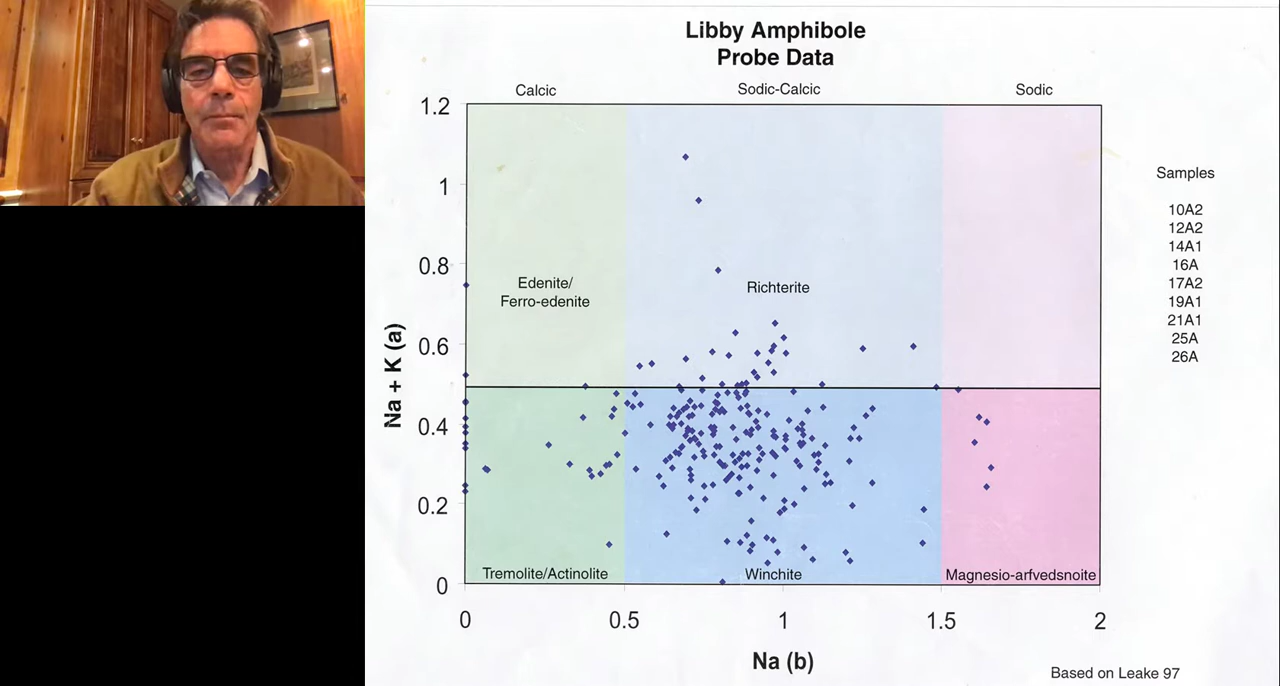 Libby Amphibole
Probe Data
Calcic
Sodic-Calcic
Sodic
1.2
1
0.8
0.6
0.4
0.2
0
Na + K (a)
Edenite/
Ferro-edenite
Richterite
Tremolite/Actinolite
Winchite
Magnesio-arfvedsnoite
0
0.5
1
1.5
2
Na (b)
Samples
10A2
12A2
14A1
16A
17A2
19A1
21A1
25A
26A
Based on Leake 97